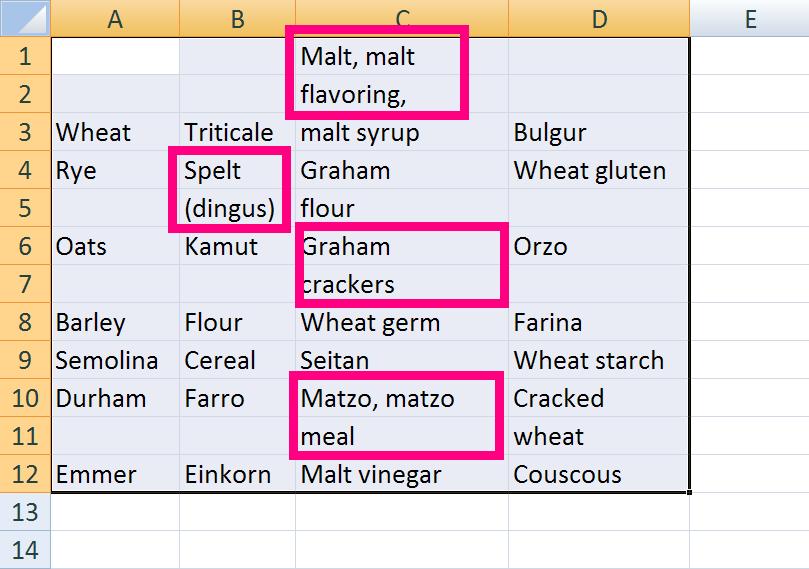 A B C D E
1 Malt, malt
2 flavoring,
3 Wheat Triticale malt syrup Bulgur
4 Rye Spelt Graham Wheat gluten
5 (dingus) flour
6 Oats Kamut Graham Orzo
7 crackers
8 Barley Flour Wheat germ Farina
9 Semolina Cereal Seitan Wheat starch
10 Durham Farro Matzo, matzo Cracked
11 meal wheat
12 Emmer Einkorn Malt vinegar Couscous
13
14